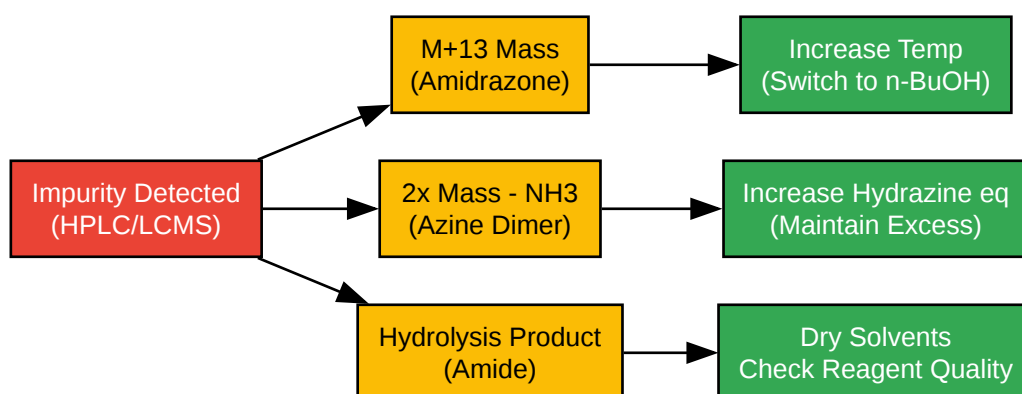 M+13 Mass
(Amidrazone)
Increase Temp
(Switch to n-BuOH)
Impurity Detected
(HPLC/LCMS)
2x Mass - NH3
(Azine Dimer)
Increase Hydrazine eq
(Maintain Excess)
Hydrolysis Product
(Amide)
Dry Solvents
Check Reagent Quality